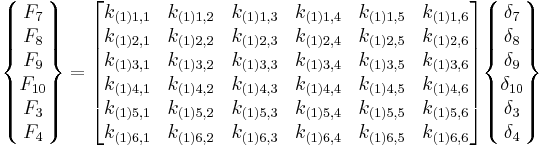 F7 k(1)1,1 k(1)1,2 k(1)1,3 k(1)1,4 k(1)1,5 k(1)1,6 δ7
F8 k(1)2,1 k(1)2,2 k(1)2,3 k(1)2,4 k(1)2,5 k(1)2,6 δ8
F9 = k(1)3,1 k(1)3,2 k(1)3,3 k(1)3,4 k(1)3,5 k(1)3,6 δ9
F10 k(1)4,1 k(1)4,2 k(1)4,3 k(1)4,4 k(1)4,5 k(1)4,6 δ10
F3 k(1)5,1 k(1)5,2 k(1)5,3 k(1)5,4 k(1)5,5 k(1)5,6 δ3
F4 k(1)6,1 k(1)6,2 k(1)6,3 k(1)6,4 k(1)6,5 k(1)6,6 δ4